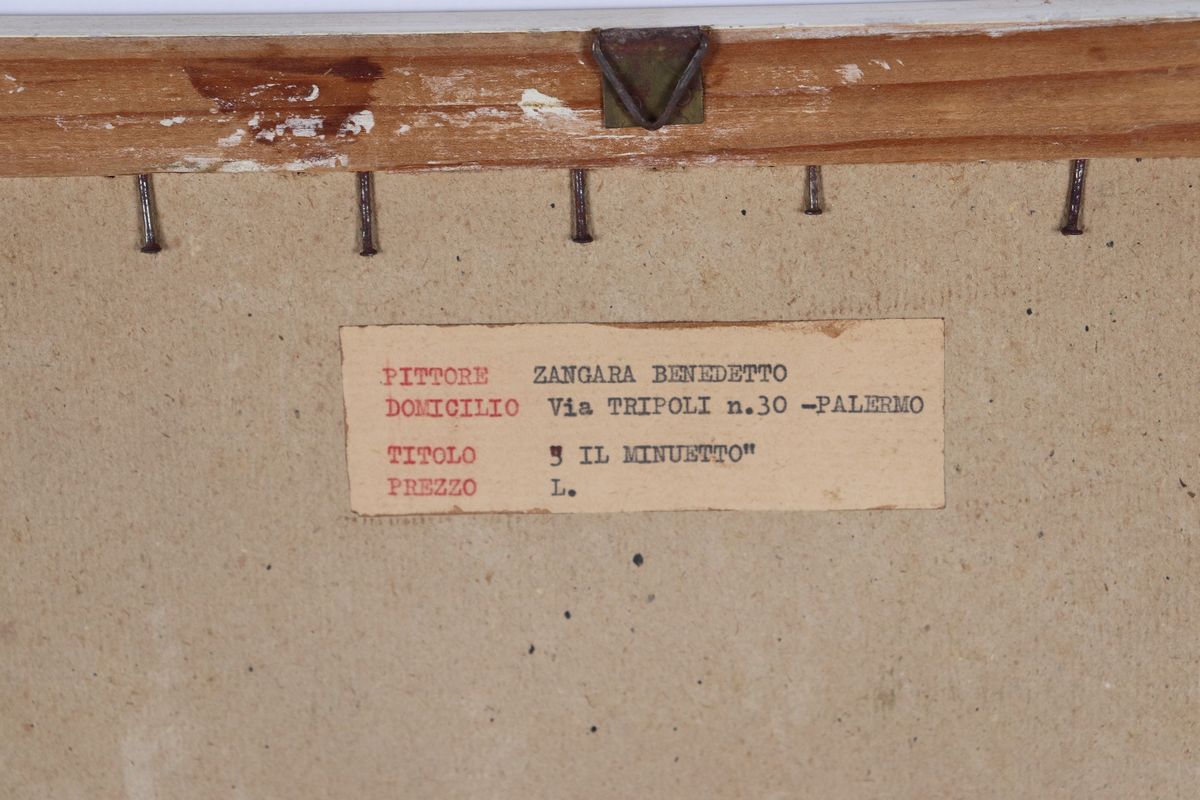 PITTORE ZANGARA BENEDETTO
DOMICILIO Via TRIPOLI n.30 -PALERMO
TITOLO " IL MINUETTO"
PREZZO L.